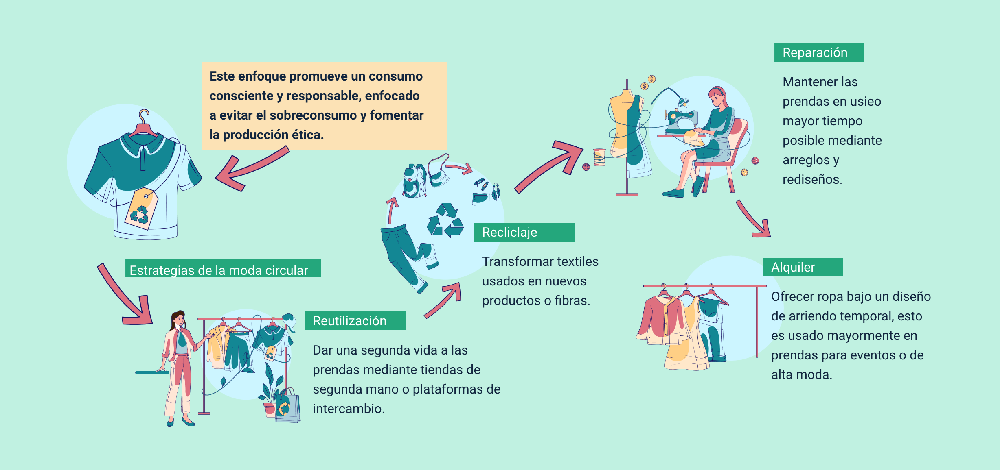 Este enfoque promueve un consumo
consciente y responsable, enfocado
a evitar el sobreconsumo y fomentar
la producción ética.
Estrategias de la moda circular
Reutilización
Dar una segunda vida a las
prendas mediante tiendas de
segunda mano o plataformas de
intercambio.
Recliclaje
Transformar textiles
usados en nuevos
productos o fibras.
Reparación
Mantener las
prendas en usieo
mayor tiempo
posible mediante
arreglos y
rediseños.
Alquiler
Ofrecer ropa bajo un diseño
de arriendo temporal, esto
es usado mayormente en
prendas para eventos o de
alta moda.